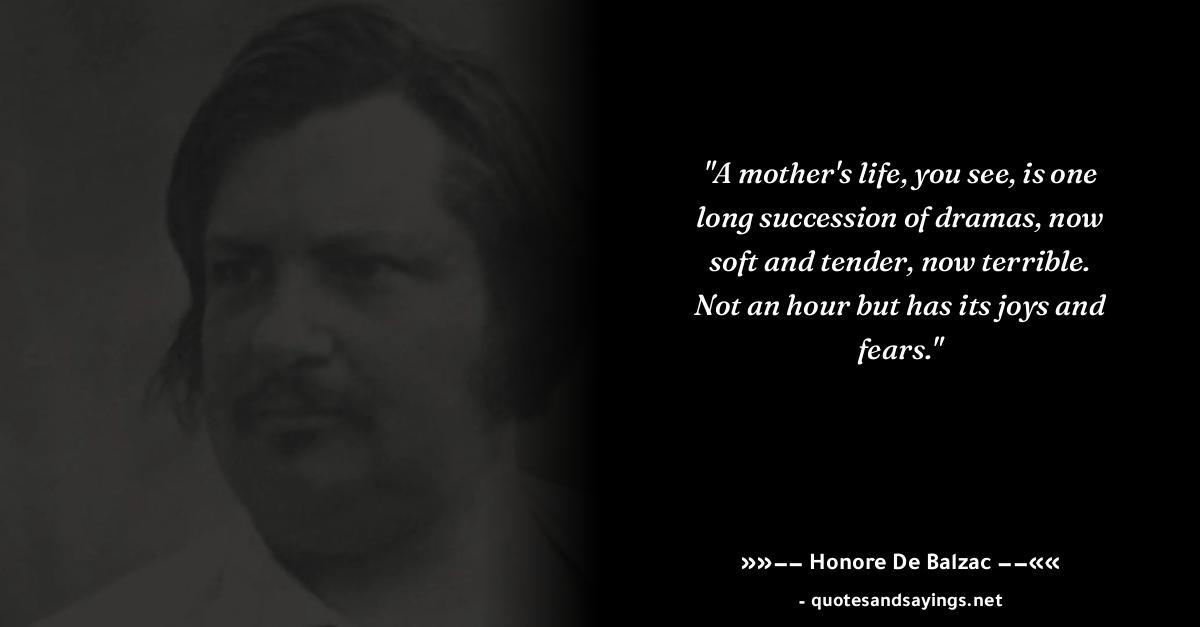 "A mother's life, you see, is one
long succession of dramas, now
soft and tender, now terrible.
Not an hour but has its joys and
fears."
»»–– Honore De Balzac ––««
- quotesandsayings.net